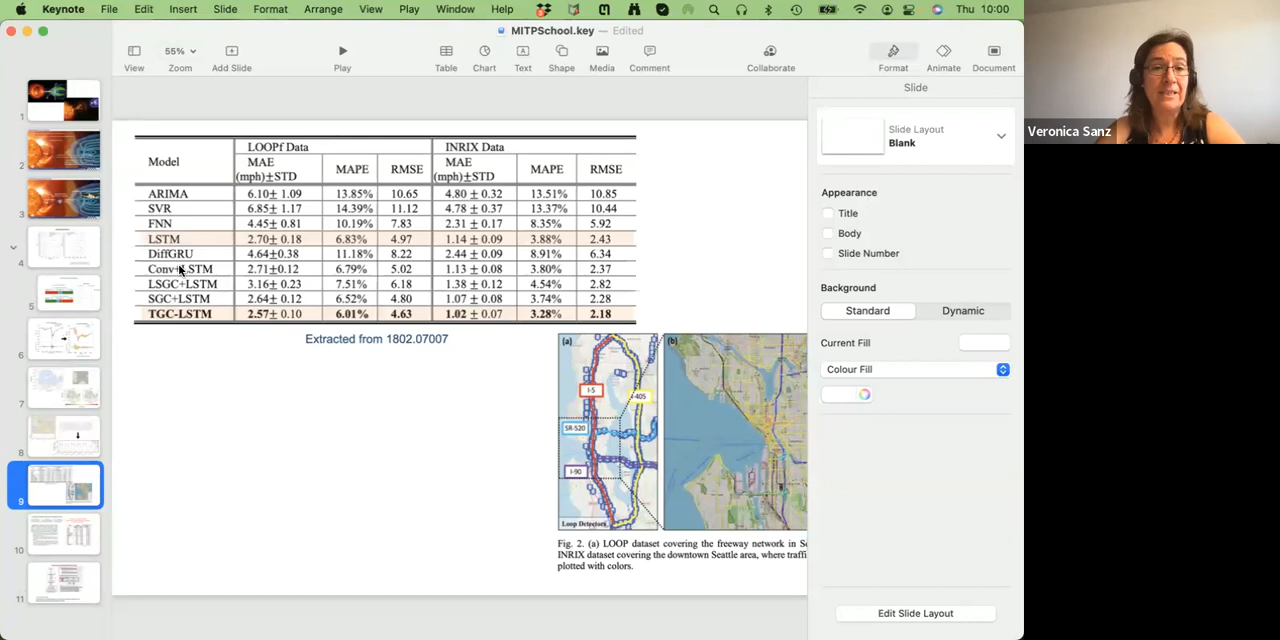 Keynote File Edit Insert Slide Format Arrange View Play Window Help Thu 10:00
MITPSchool.key — Edited
55%
View Zoom Add Slide Play Table Chart Text Shape Media Comment Collaborate Format Animate Document
Slide
Slide Layout
Blank
Appearance
Title
Body
Slide Number
Background
Standard Dynamic
Current Fill
Colour Fill
Edit Slide Layout
Veronica Sanz
1
2
3
4
5
6
7
8
9
10
11
Model LOOPf Data INRIX Data
MAE (mph)±STD MAPE RMSE MAE (mph)±STD MAPE RMSE
ARIMA 6.10± 1.09 13.85% 10.65 4.80 ± 0.32 13.51% 10.85
SVR 6.85± 1.17 14.39% 11.12 4.78 ± 0.37 13.37% 10.44
FNN 4.45± 0.81 10.19% 7.83 2.31 ± 0.17 8.35% 5.92
LSTM 2.70± 0.18 6.83% 4.97 1.14 ± 0.09 3.88% 2.43
DiffGRU 4.64±0.38 11.18% 8.22 2.44 ± 0.09 8.91% 6.34
Conv+LSTM 2.71±0.12 6.79% 5.02 1.13 ± 0.08 3.80% 2.37
LSGC+LSTM 3.16± 0.23 7.51% 6.18 1.38 ± 0.12 4.54% 2.82
SGC+LSTM 2.64± 0.12 6.52% 4.80 1.07 ± 0.08 3.74% 2.28
TGC-LSTM 2.57± 0.10 6.01% 4.63 1.02 ± 0.07 3.28% 2.18
Extracted from 1802.07007
(a) (b)
I-5
I-405
SR-520
I-90
Loop Detectors
Fig. 2. (a) LOOP dataset covering the freeway network in
INRIX dataset covering the downtown Seattle area, where
plotted with colors.